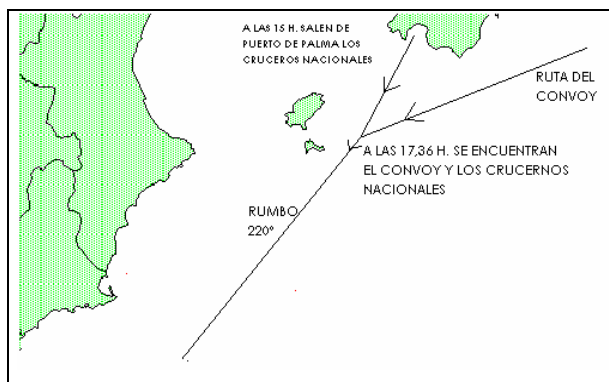 A LAS 15 H. SALEN DE
PUERTO DE PALMA LOS
CRUCEROS NACIONALES
RUTA DEL
CONVOY
A LAS 17,36 H. SE ENCUENTRAN
EL CONVOY Y LOS CRUCERNOS
NACIONALES
RUMBO
220º